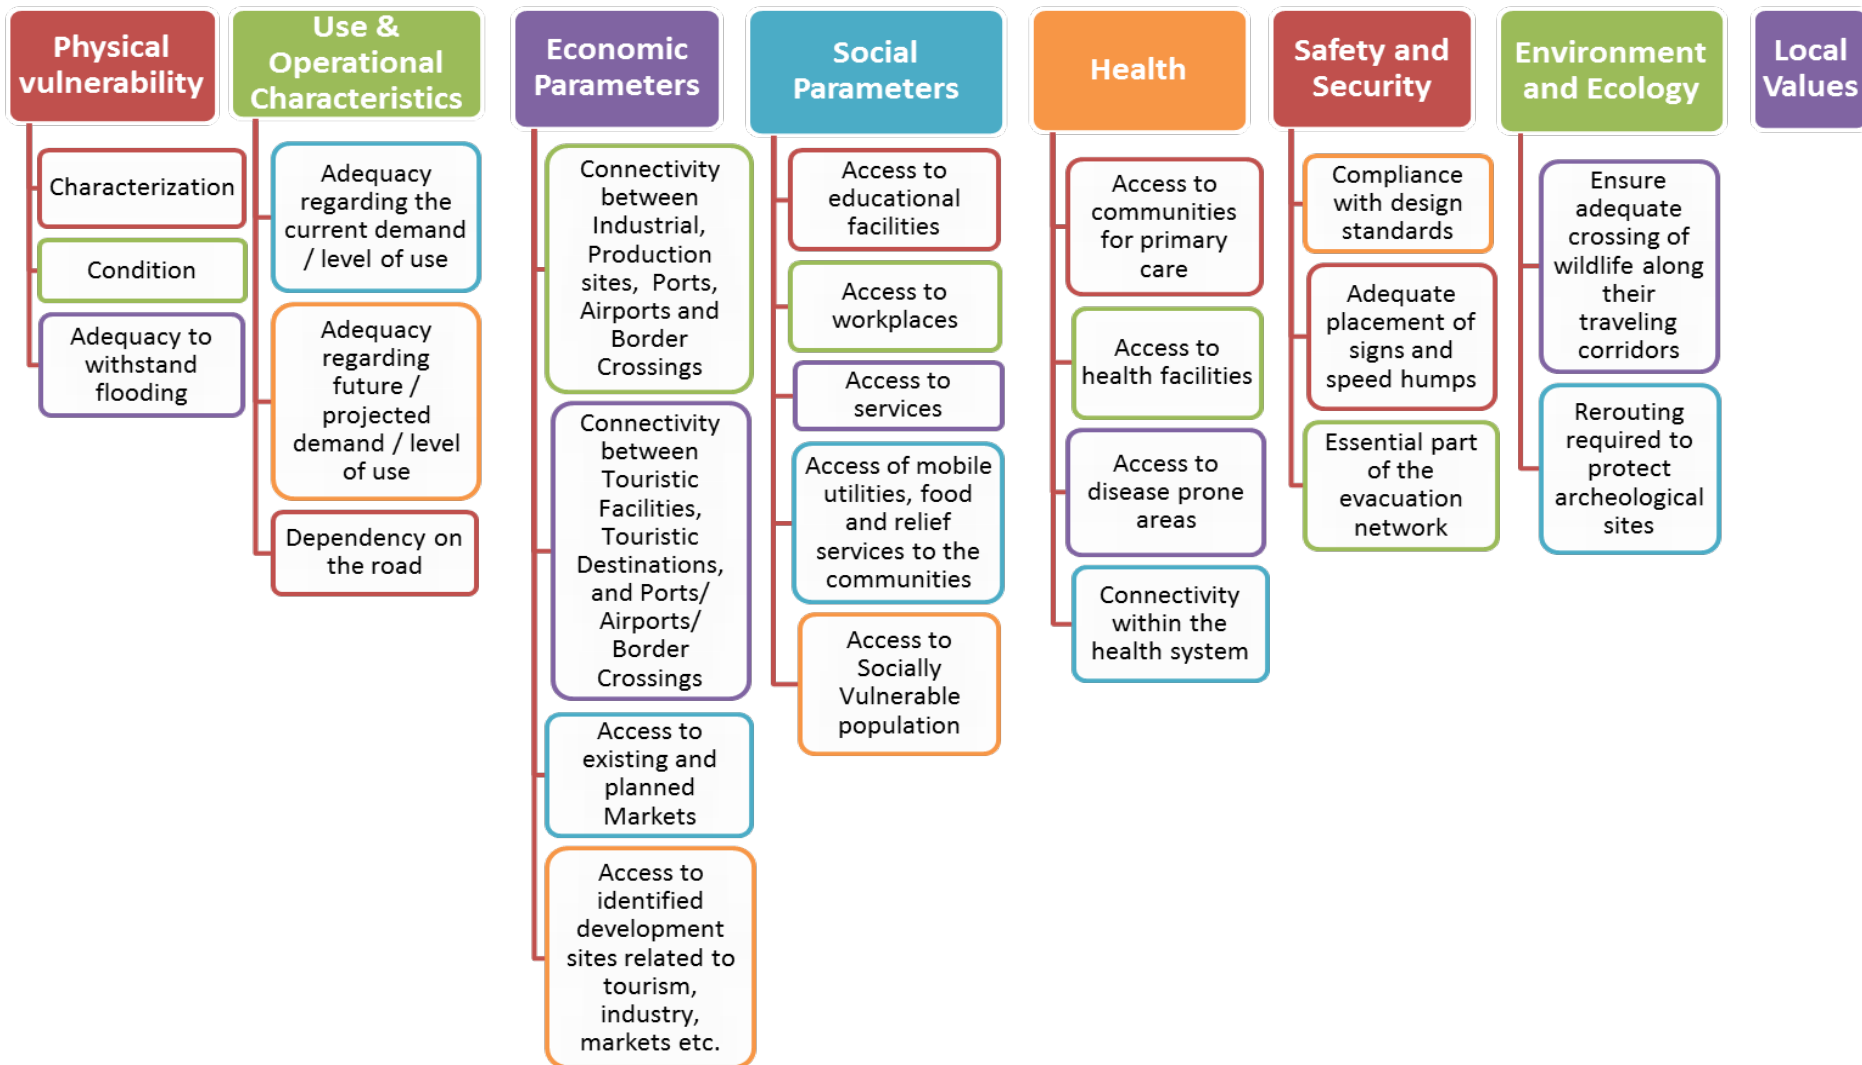 Physical
vulnerability
Characterization
Condition
Adequacy to
withstand
flooding
Use &
Operational
Characteristics
Adequacy
regarding the
current demand
/ level of use
Adequacy
regarding
future /
projected
demand / level
of use
Dependency on
the road
Economic
Parameters
Connectivity
between
Industrial,
Production
sites, Ports,
Airports and
Border
Crossings
Connectivity
between
Touristic
Facilities,
Touristic
Destinations,
and Ports/
Airports/
Border
Crossings
Access to
existing and
planned
Markets
Access to
identified
development
sites related to
tourism,
industry,
markets etc.
Social
Parameters
Access to
educational
facilities
Access to
workplaces
Access to
services
Access of mobile
utilities, food
and relief
services to the
communities
Access to
Socially
Vulnerable
population
Health
Access to
communities
for primary
care
Access to
health facilities
Access to
disease prone
areas
Connectivity
within the
health system
Safety and
Security
Compliance
with design
standards
Adequate
placement of
signs and
speed humps
Essential part
of the
evacuation
network
Environment
and Ecology
Ensure
adequate
crossing of
wildlife along
their
traveling
corridors
Rerouting
required to
protect
archeological
sites
Local
Values